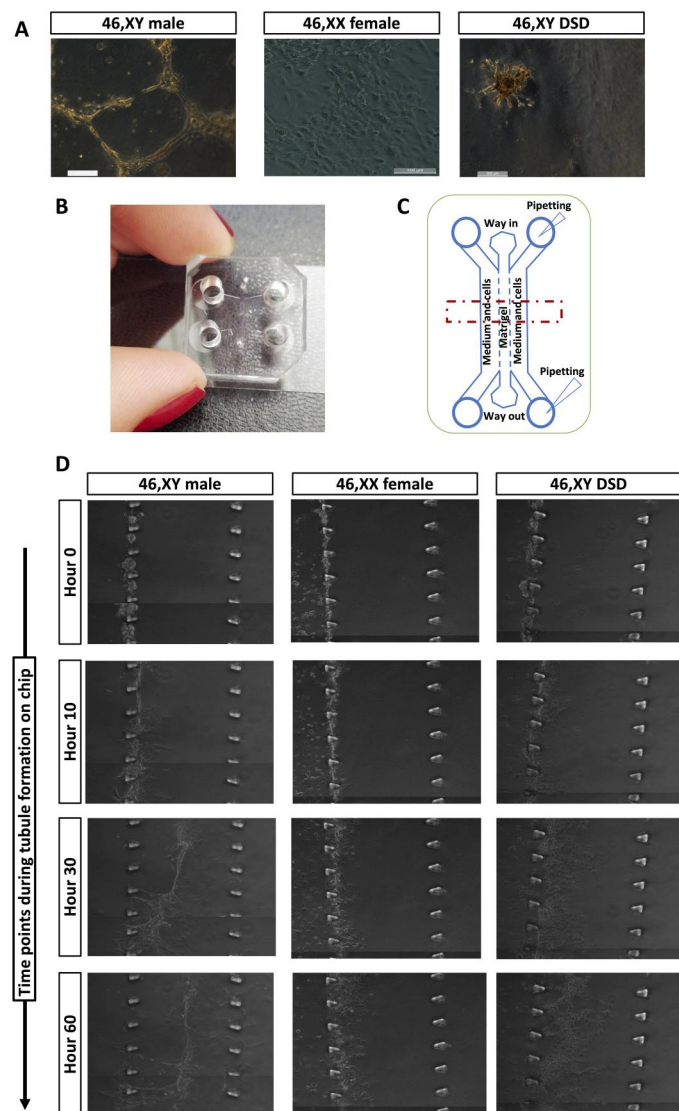 46,XY male
46,XX female
46,XY DSD
A
B
C
Way in
Pipetting
Medium and cells
Matrigel
Medium and cells
Pipetting
Way out
D
46,XY male
46,XX female
46,XY DSD
Time points during tubule formation on chip
Hour 0
Hour 10
Hour 30
Hour 60